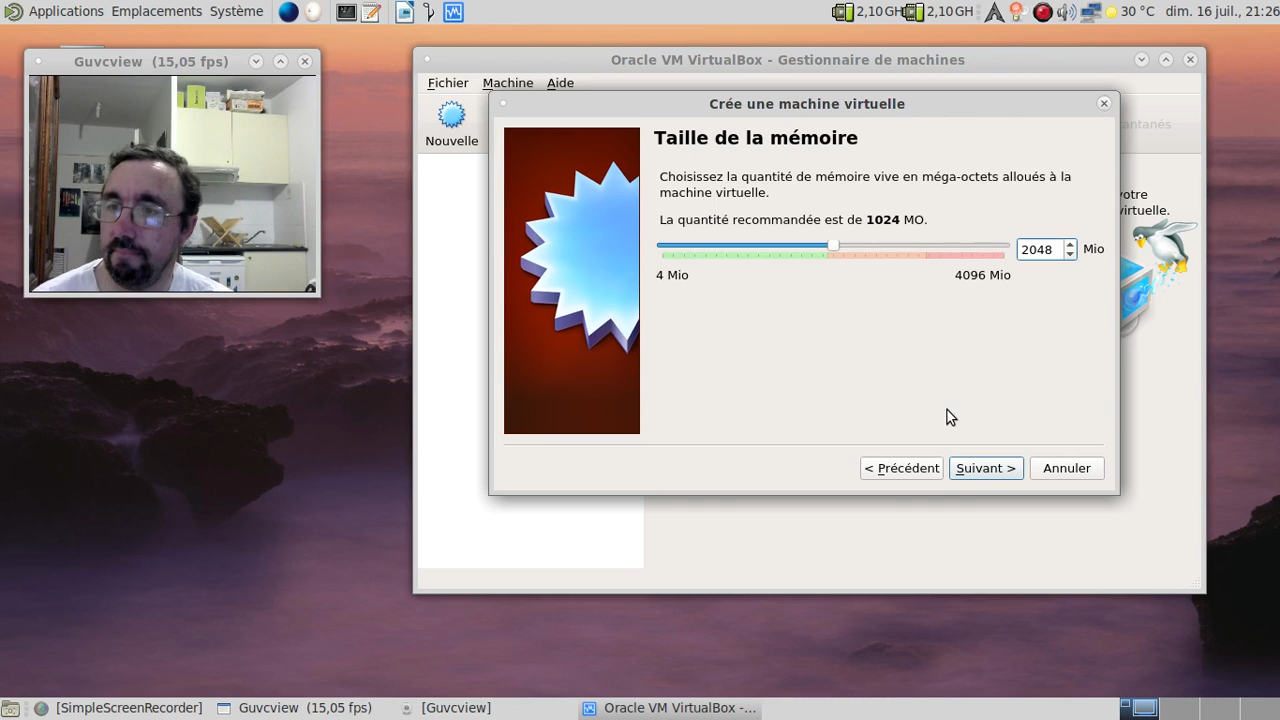 Applications Emplacements Système
2,10 GH 2,10 GH 30 °C dim. 16 juil., 21:26
Guvcview (15,05 fps)
Oracle VM VirtualBox - Gestionnaire de machines
Fichier Machine Aide
Nouvelle
antanés
votre
virtuelle.
Crée une machine virtuelle
Taille de la mémoire
Choisissez la quantité de mémoire vive en méga-octets alloués à la
machine virtuelle.
La quantité recommandée est de 1024 MO.
2048 Mio
4 Mio 4096 Mio
< Précédent Suivant > Annuler
[SimpleScreenRecorder] Guvcview (15,05 fps) [Guvcview] Oracle VM VirtualBox -...